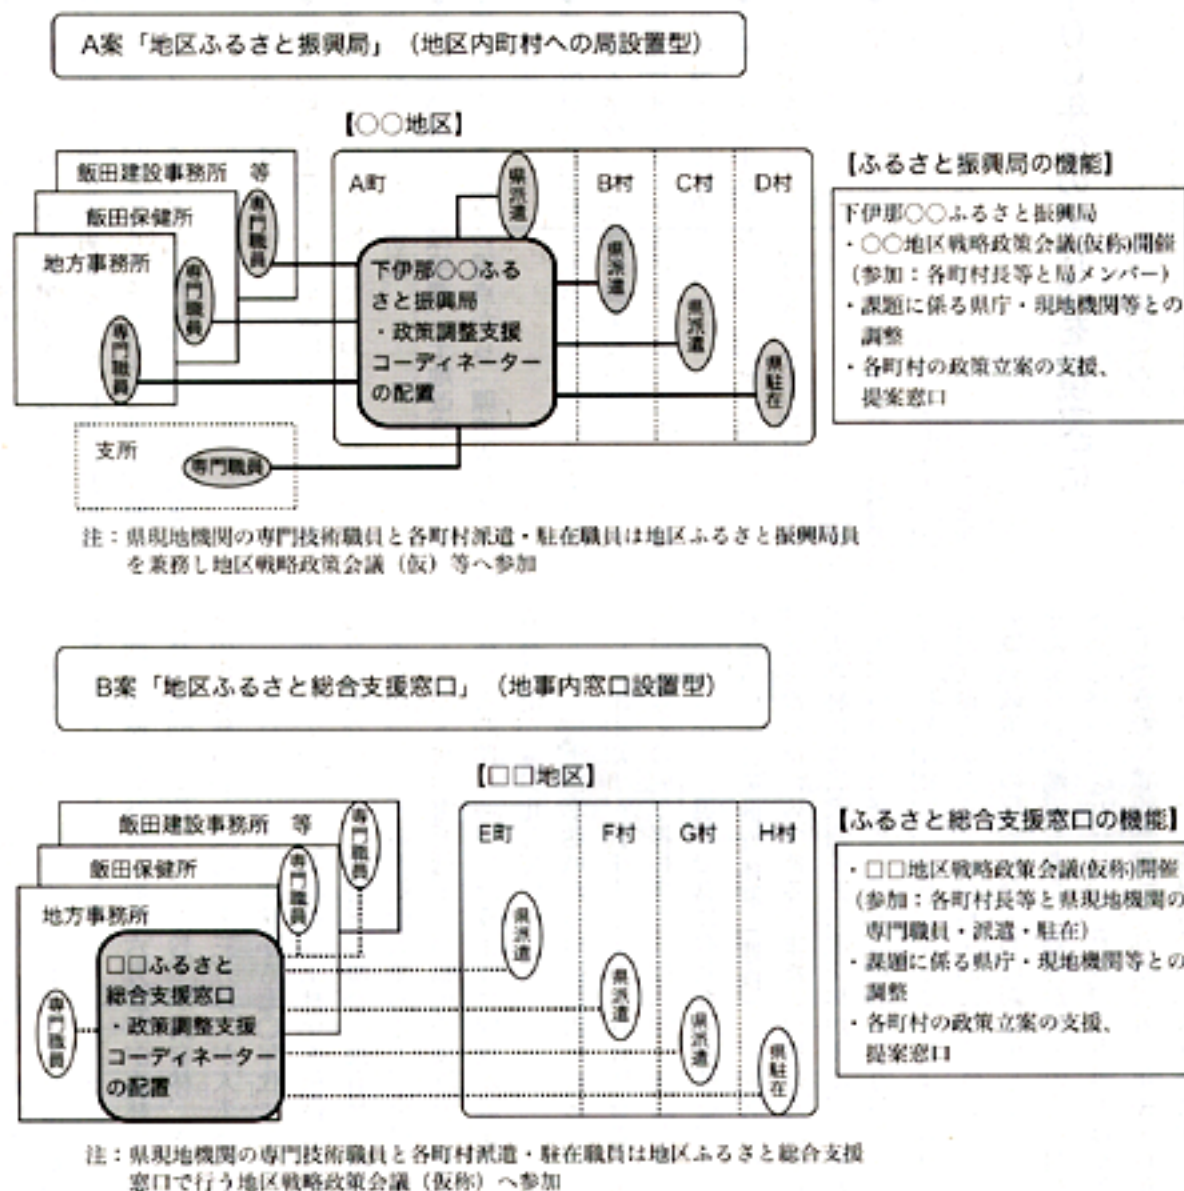 A案「地区ふるさと振興局」（地区内町村への局設置型）
【○○地区】
飯田建設事務所　等
専門職員
飯田保健所
専門職員
地方事務所
専門職員
支所
専門職員
A町
県派遣
B村
県派遣
C村
県派遣
D村
県駐在
下伊那○○ふる
さと振興局
・政策調整支援
コーディネーター
の配置
【ふるさと振興局の機能】
下伊那○○ふるさと振興局
・○○地区戦略政策会議(仮称)開催
（参加：各町村長等と局メンバー）
・課題に係る県庁・現地機関等との
調整
・各町村の政策立案の支援、
提案窓口
注：県現地機関の専門技術職員と各町村派遣・駐在職員は地区ふるさと振興局員
を兼務し地区戦略政策会議（仮）等へ参加
B案「地区ふるさと総合支援窓口」（地事内窓口設置型）
【□□地区】
飯田建設事務所　等
専門職員
飯田保健所
専門職員
地方事務所
専門職員
□□ふるさと
総合支援窓口
・政策調整支援
コーディネーター
の配置
E町
県派遣
F村
県派遣
G村
県派遣
H村
県駐在
【ふるさと総合支援窓口の機能】
・□□地区戦略政策会議(仮称)開催
（参加：各町村長等と県現地機関の
専門職員・派遣・駐在）
・課題に係る県庁・現地機関等との
調整
・各町村の政策立案の支援、
提案窓口
注：県現地機関の専門技術職員と各町村派遣・駐在職員は地区ふるさと総合支援
窓口で行う地区戦略政策会議（仮称）へ参加